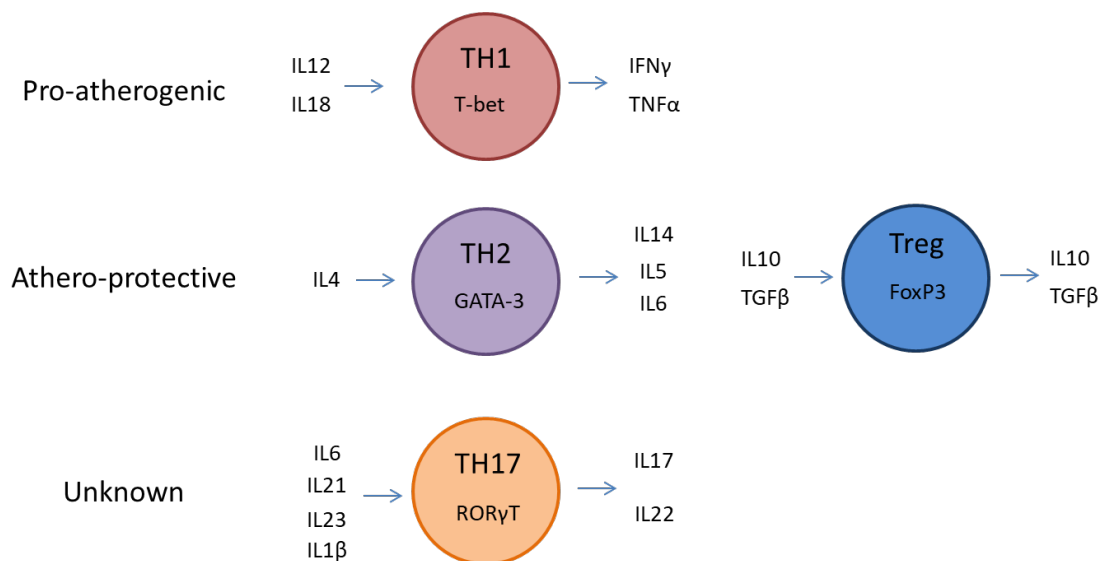 Pro-atherogenic
IL12
IL18
TH1
T-bet
IFNγ
TNFα
Athero-protective
IL4
TH2
GATA-3
IL14
IL5
IL6
IL10
TGFβ
Treg
FoxP3
IL10
TGFβ
Unknown
IL6
IL21
IL23
IL1β
TH17
RORγT
IL17
IL22